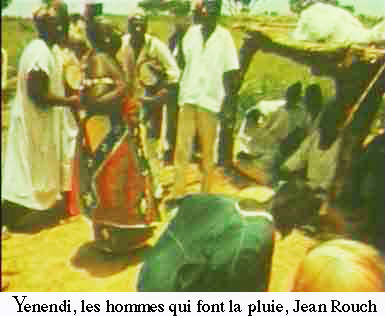 Yenendi, les hommes qui font la pluie, Jean Rouch